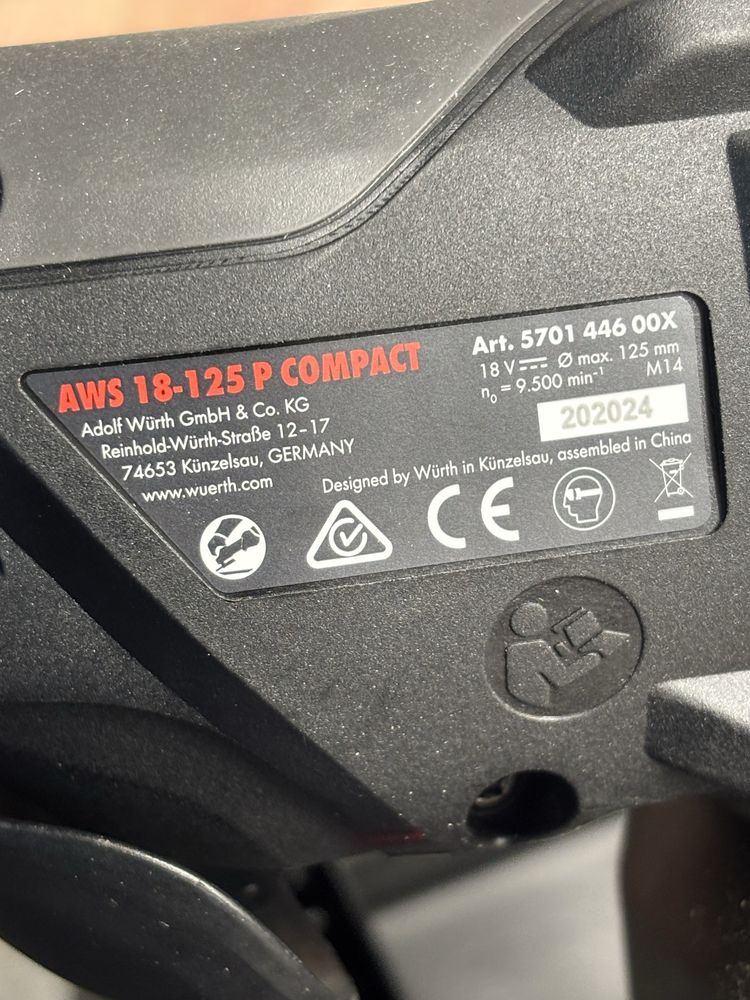 AWS 18-125 P COMPACT
Adolf Würth GmbH & Co. KG
Reinhold-Würth-Straße 12–17
74653 Künzelsau, GERMANY
www.wuerth.com
Art. 5701 446 00X
18 V ⎓ Ø max. 125 mm
n₀ = 9.500 min⁻¹ M14
202024
Designed by Würth in Künzelsau, assembled in China
CE